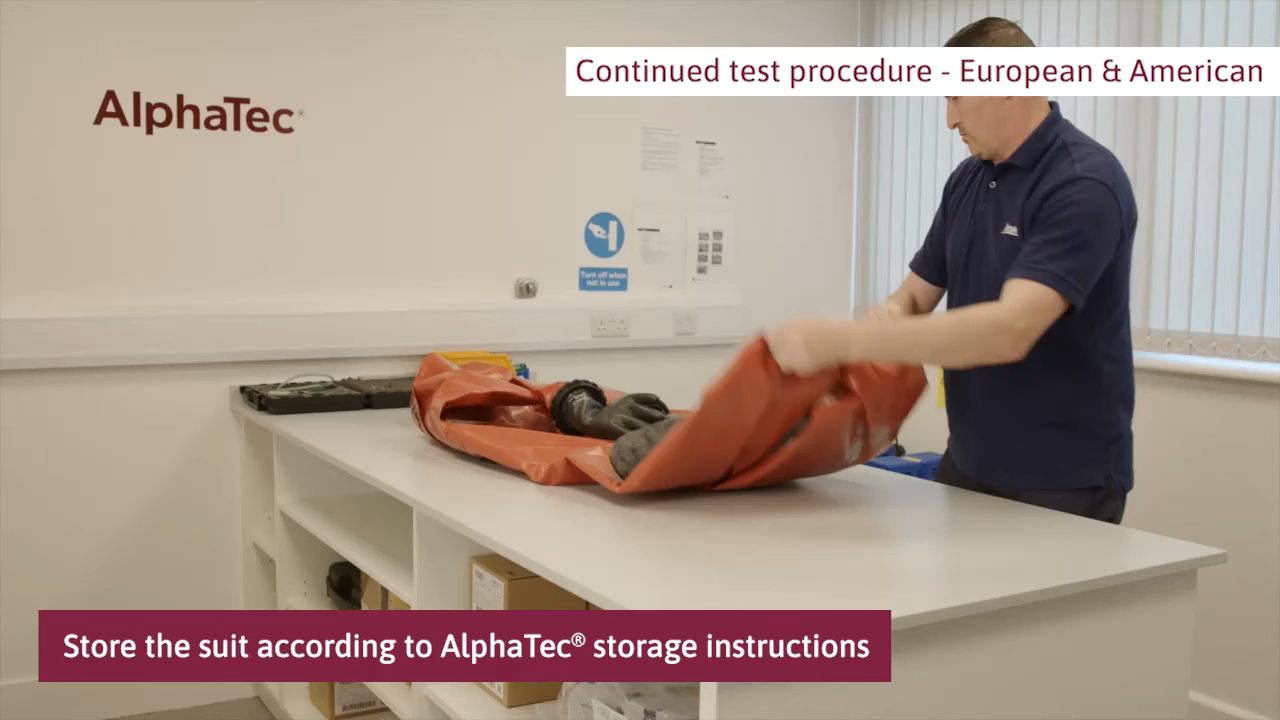 Continued test procedure - European & American
AlphaTec®
Turn off when
not in use
Store the suit according to AlphaTec® storage instructions